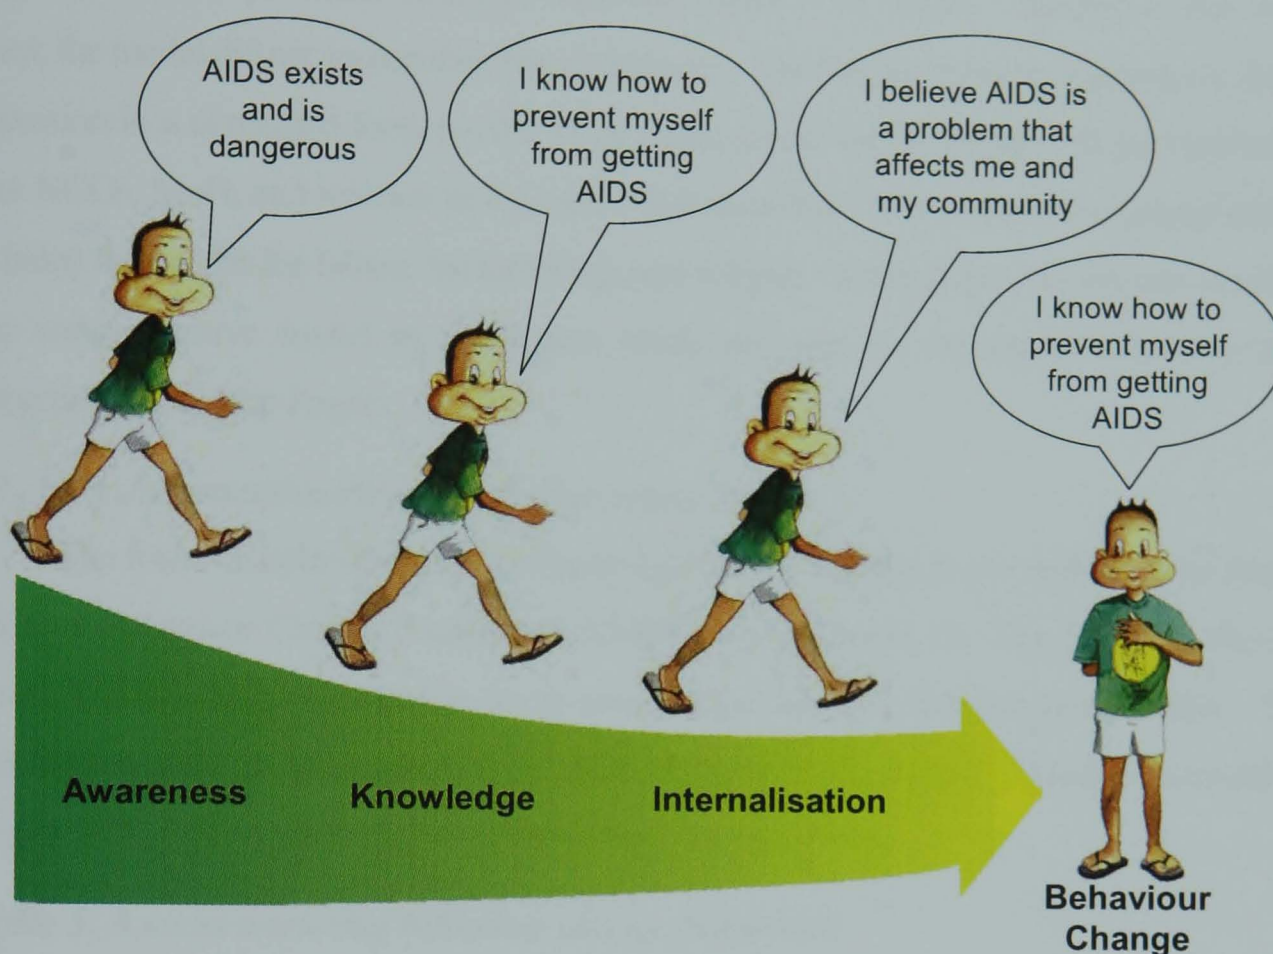 AIDS exists
and is
dangerous
I know how to
prevent myself
from getting
AIDS
I believe AIDS is
a problem that
affects me and
my community
I know how to
prevent myself
from getting
AIDS
Awareness
Knowledge
Internalisation
Behaviour
Change